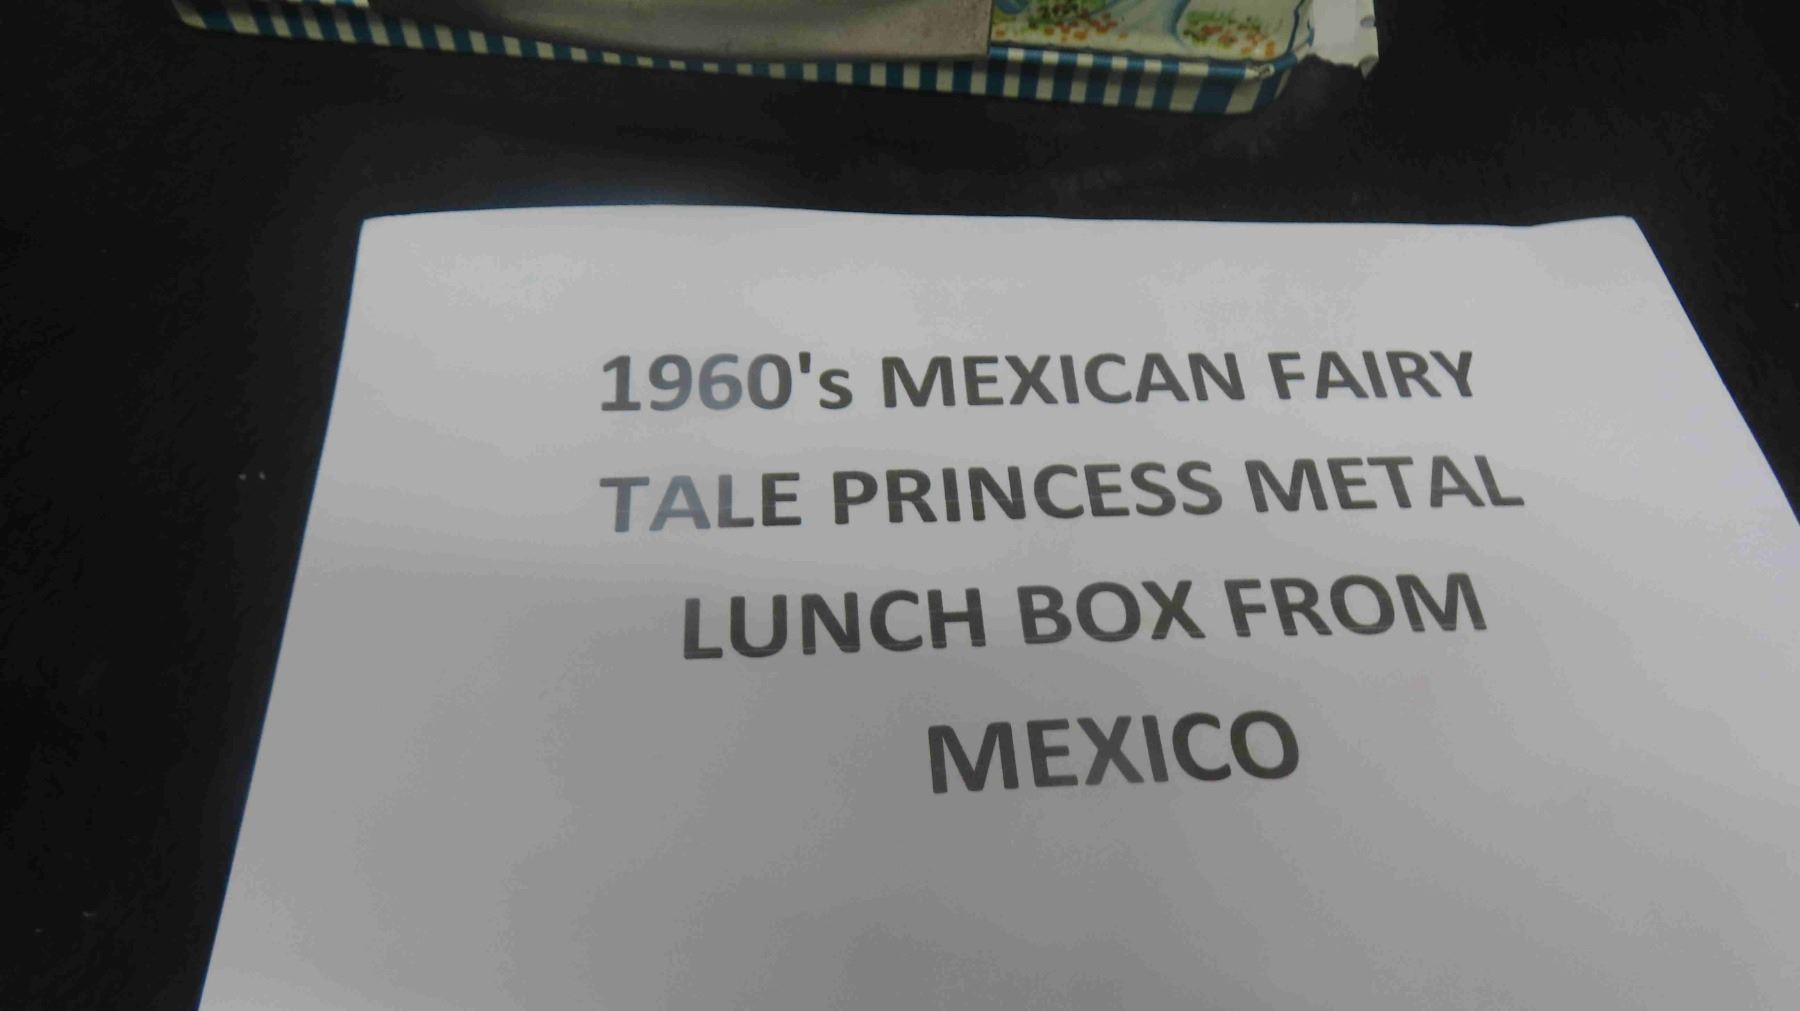 1960's MEXICAN FAIRY
TALE PRINCESS METAL
LUNCH BOX FROM
MEXICO